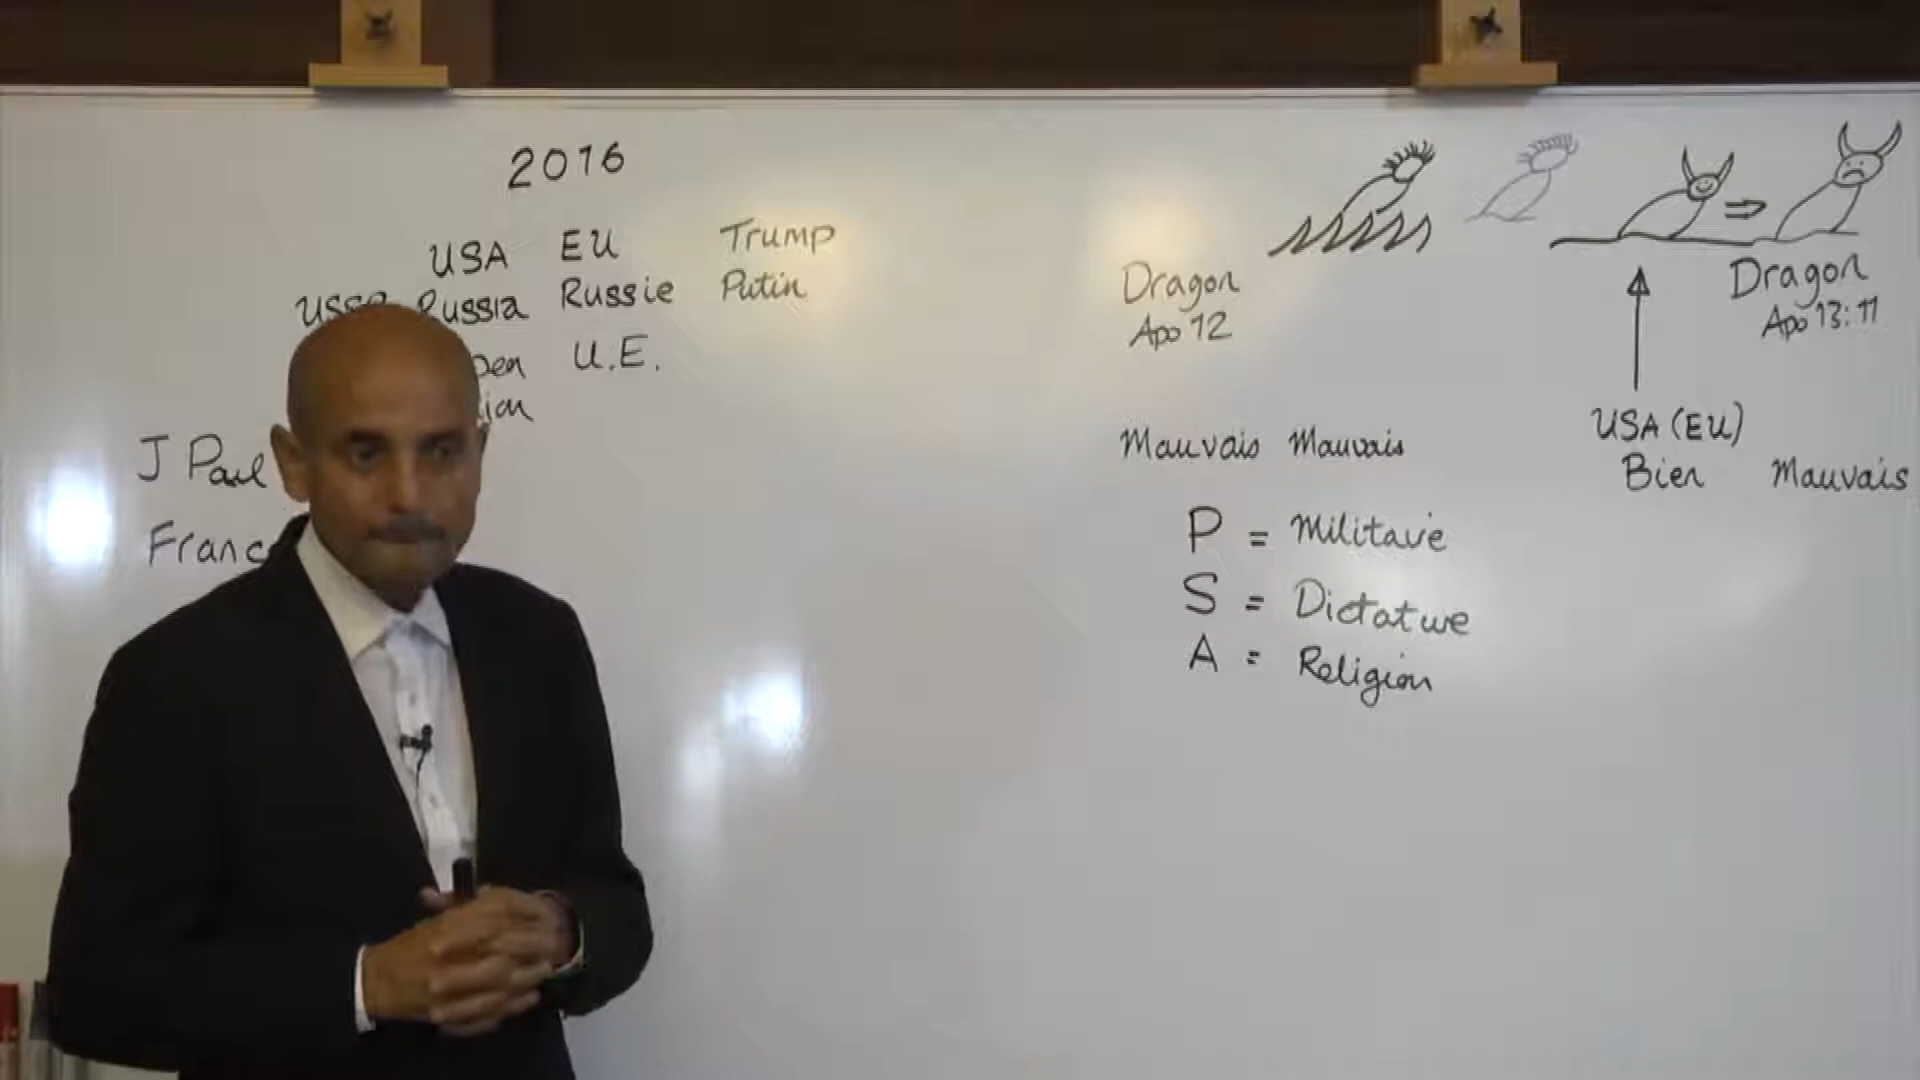 2016
USA EU Trump
Russia Russie Putin
U.E.
J Paul
Dragon
Apo 12
Dragon
Apo 13:11
USA (EU)
Mauvais Mauvais Bien Mauvais
P = Militaire
S = Dictature
A = Religion